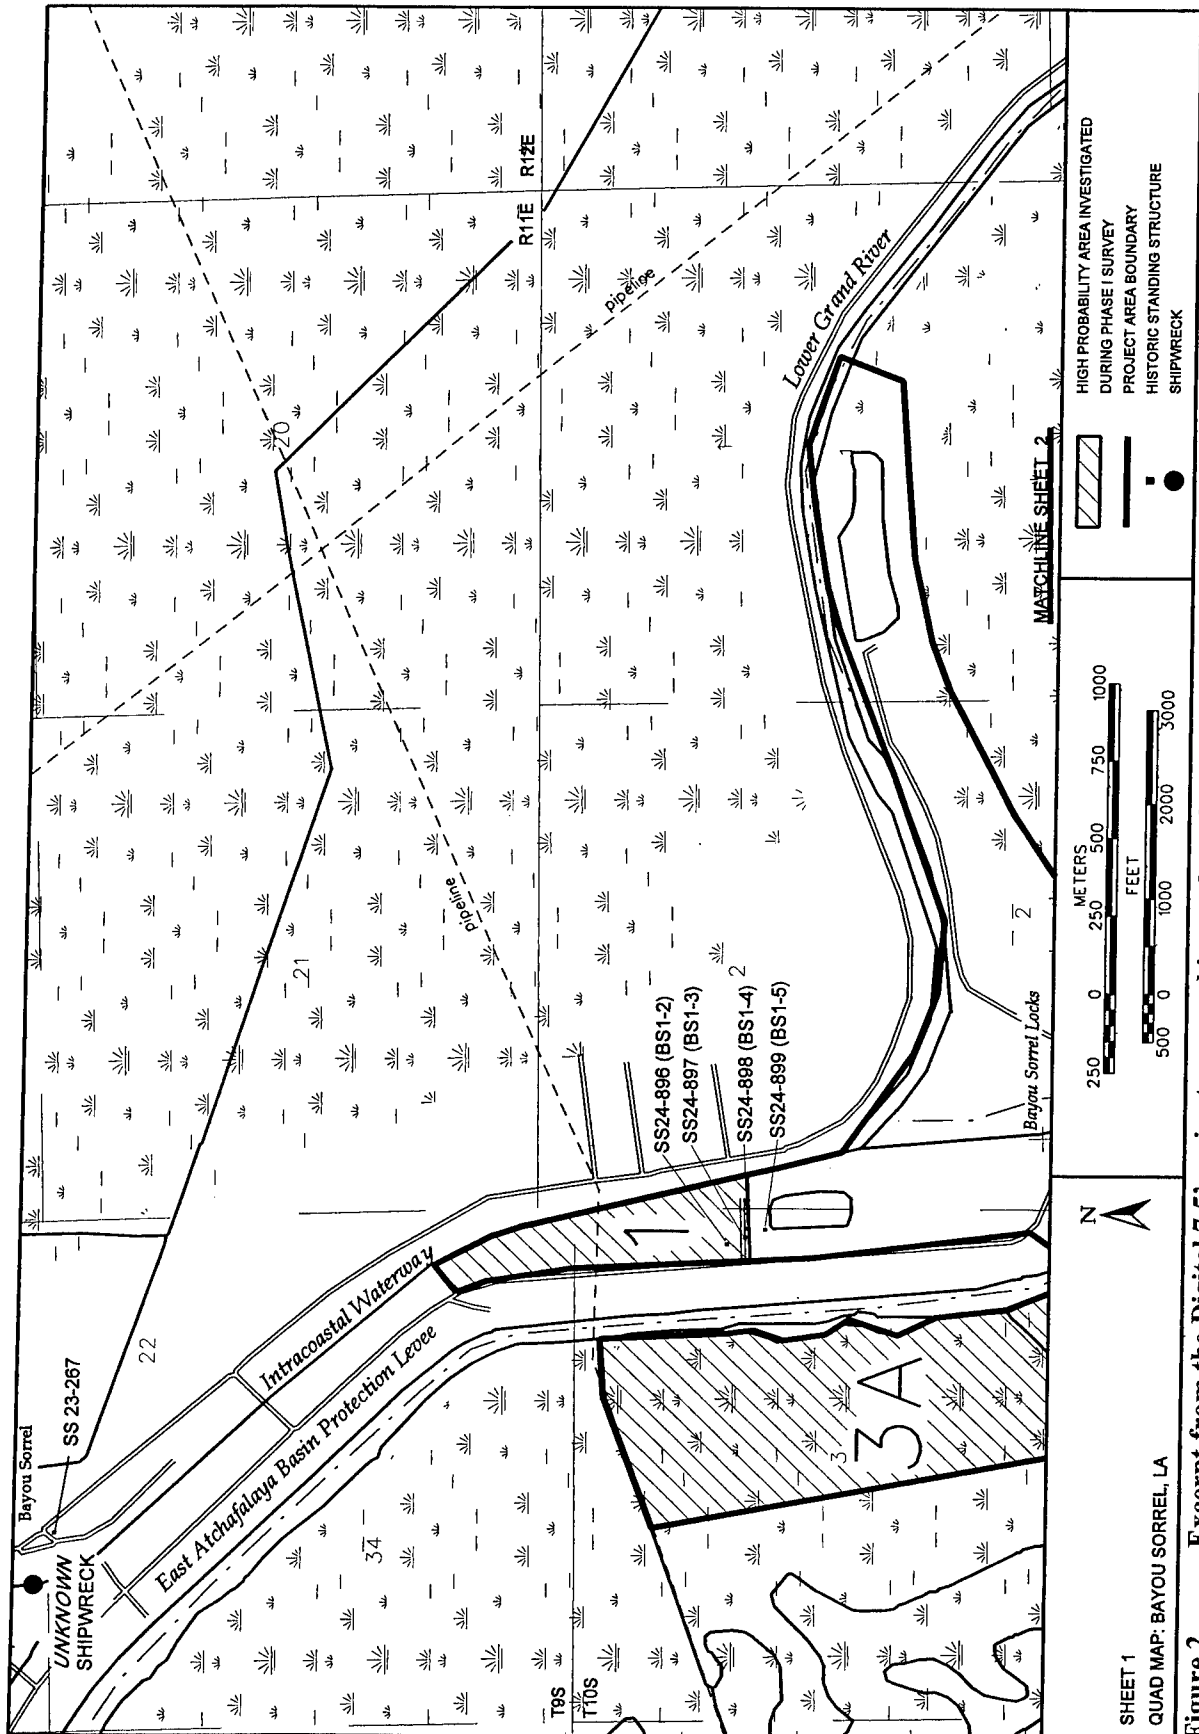 Bayou Sorrel
SS 23-267
UNKNOWN
SHIPWRECK
22
Intracoastal Waterway
East Atchafalaya Basin Protection Levee
34
21
20
pipeline
pipeline
R11E
R12E
T9S
T10S
1
SS24-896 (BS1-2)
SS24-897 (BS1-3)
SS24-898 (BS1-4)
SS24-899 (BS1-5)
2
1
Lower Grand River
3
3A
1
2
Bayou Sorrel Locks
MATCHLINE SHEET 2
SHEET 1
QUAD MAP: BAYOU SORREL, LA
N
250 0 250 500 750 1000
METERS
FEET
500 0 1000 2000 3000
HIGH PROBABILITY AREA INVESTIGATED
DURING PHASE I SURVEY
PROJECT AREA BOUNDARY
HISTORIC STANDING STRUCTURE
SHIPWRECK
Figure 2. Excerpt from the Digital 7.5'